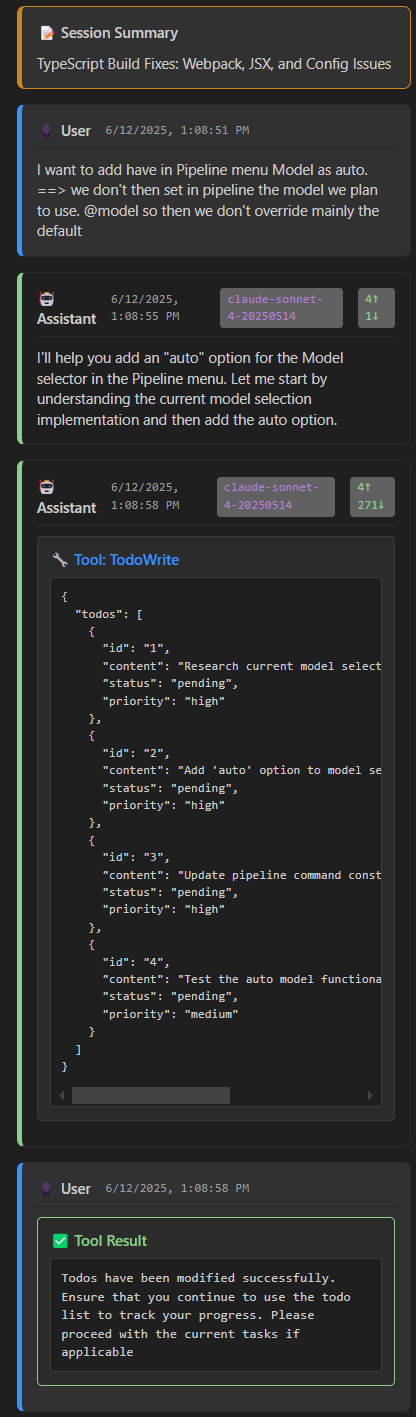 Session Summary
TypeScript Build Fixes: Webpack, JSX, and Config Issues
User 6/12/2025, 1:08:51 PM
I want to add have in Pipeline menu Model as auto.
==> we don't then set in pipeline the model we plan
to use. @model so then we don't override mainly the
default
Assistant
6/12/2025,
1:08:55 PM
claude-sonnet-
4-20250514
4↑
1↓
I'll help you add an "auto" option for the Model
selector in the Pipeline menu. Let me start by
understanding the current model selection
implementation and then add the auto option.
Assistant
6/12/2025,
1:08:58 PM
claude-sonnet-
4-20250514
4↑
271↓
Tool: TodoWrite
{
"todos": [
{
"id": "1",
"content": "Research current model select
"status": "pending",
"priority": "high"
},
{
"id": "2",
"content": "Add 'auto' option to model se
"status": "pending",
"priority": "high"
},
{
"id": "3",
"content": "Update pipeline command const
"status": "pending",
"priority": "high"
},
{
"id": "4",
"content": "Test the auto model functiona
"status": "pending",
"priority": "medium"
}
]
}
User 6/12/2025, 1:08:58 PM
Tool Result
Todos have been modified successfully.
Ensure that you continue to use the todo
list to track your progress. Please
proceed with the current tasks if
applicable